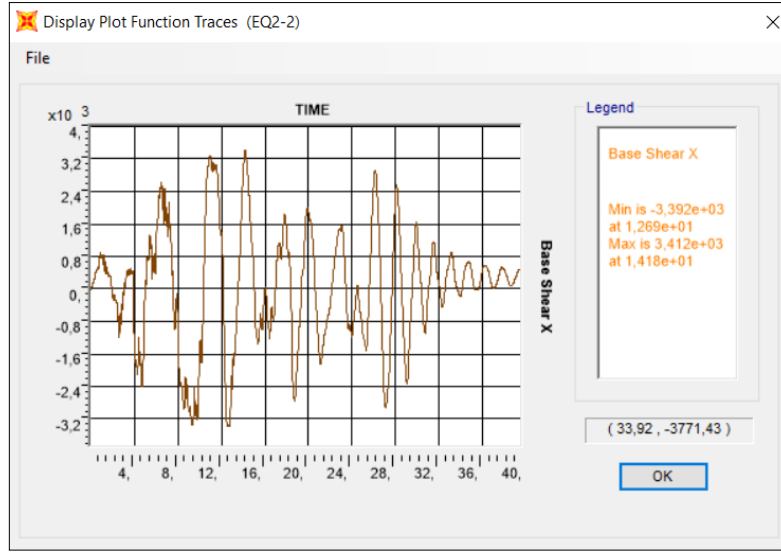 Display Plot Function Traces (EQ2-2)
File
x10 3
TIME
4,
3,2
2,4
1,6
0,8
0,
-0,8
-1,6
-2,4
-3,2
4, 8, 12, 16, 20, 24, 28, 32, 36, 40,
Base Shear X
Legend
Base Shear X
Min is -3,392e+03
at 1,269e+01
Max is 3,412e+03
at 1,418e+01
( 33,92 , -3771,43 )
OK